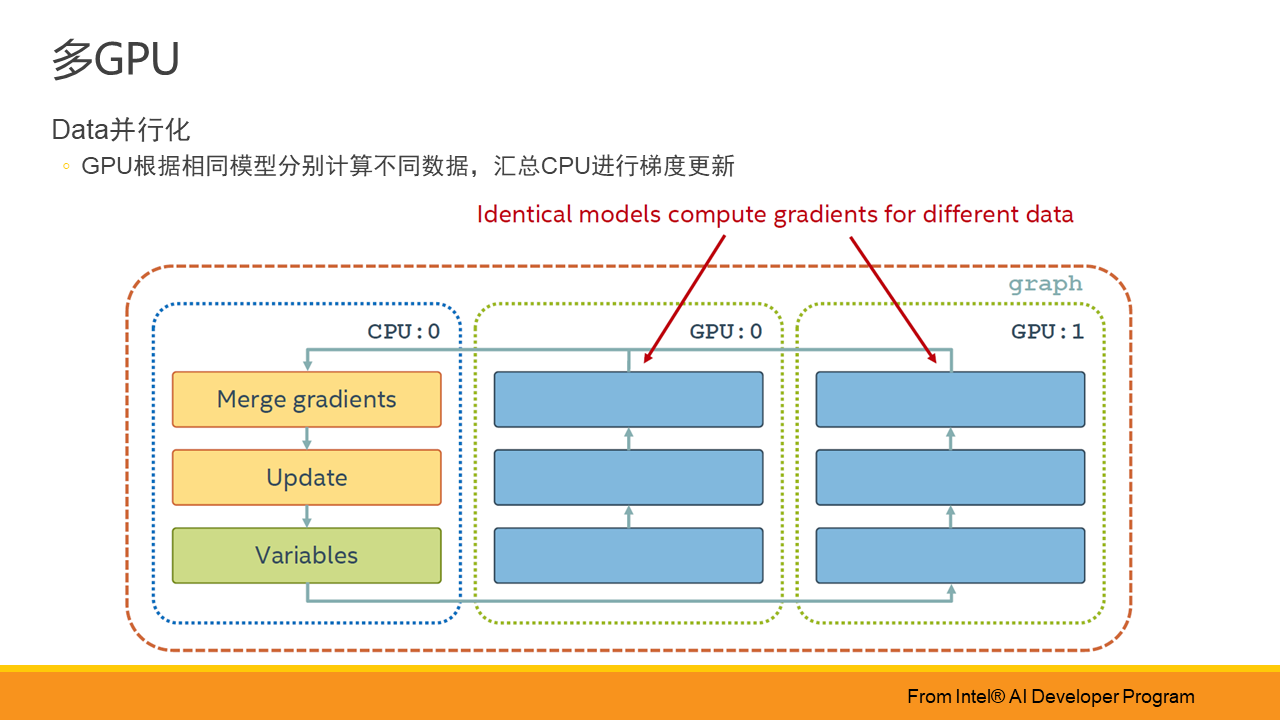 多GPU
Data并行化
GPU根据相同模型分别计算不同数据，汇总CPU进行梯度更新
Identical models compute gradients for different data
graph
CPU:0
GPU:0
GPU:1
Merge gradients
Update
Variables
From Intel® AI Developer Program